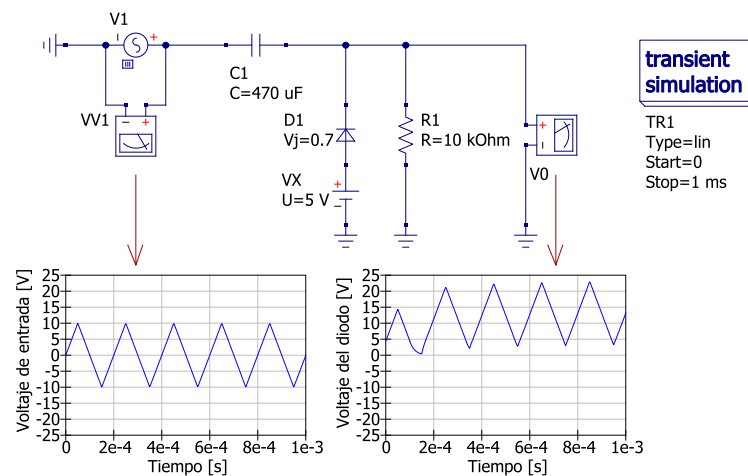 V1
VV1
C1
C=470 uF
D1
Vj=0.7
VX
U=5 V
R1
R=10 kOhm
V0
transient
simulation
TR1
Type=lin
Start=0
Stop=1 ms
Voltaje de entrada [V]
25
20
15
10
5
0
-5
-10
-15
-20
-25
0 2e-4 4e-4 6e-4 8e-4 1e-3
Tiempo [s]
Voltaje del diodo [V]
25
20
15
10
5
0
-5
-10
-15
-20
-25
0 2e-4 4e-4 6e-4 8e-4 1e-3
Tiempo [s]